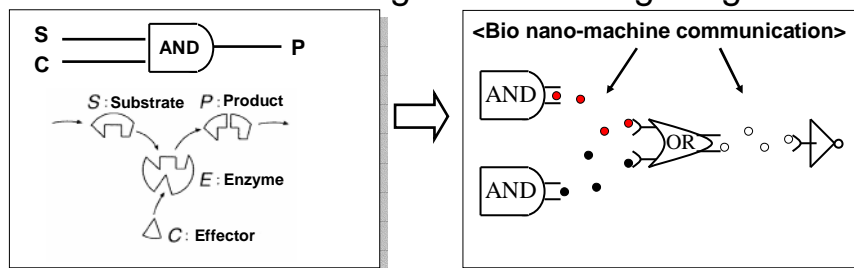 S
C
AND
P
S : Substrate
P : Product
E : Enzyme
C : Effector
<Bio nano-machine communication>
AND
OR
AND